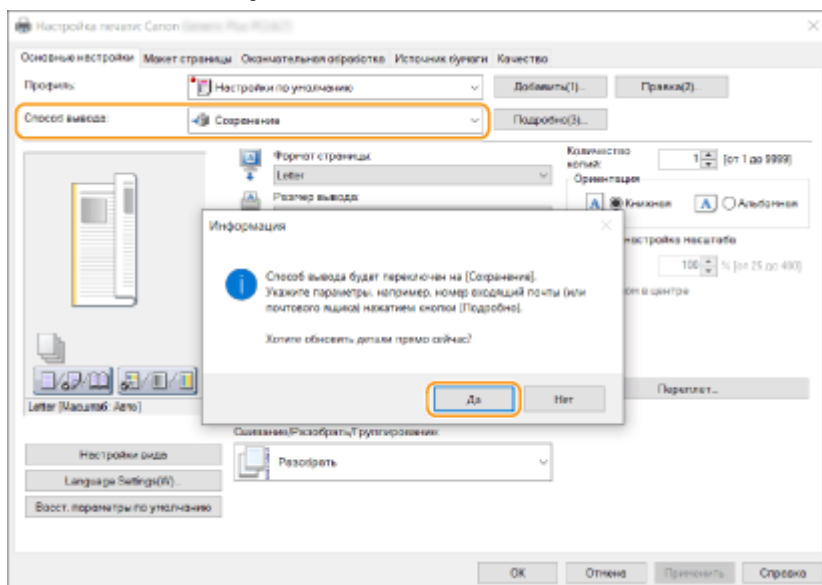 Настройка печати: Canon
Основные настройки Макет страницы Окончательная обработка Источник бумаги Качество
Профиль: Настройки по умолчанию Добавить(1)... Правка(2)...
Способ вывода: Сохранение Подробно(3)...
Формат страницы:
Letter
Размер вывода:
Количество копий: 1 [от 1 до 9999]
Ориентация
A Книжная A Альбомная
настройка масштаба
100 % [от 25 до 400]
в центре
Информация
Способ вывода будет переключен на [Сохранение].
Укажите параметры, например, номер входящий почты (или
почтового ящика) нажатием кнопки [Подробно].
Хотите обновить детали прямо сейчас?
Да Нет
Letter [Масштаб: Авто]
Переплет...
Сшивание/Разобрать/Группирование:
Разобрать
Настройки вида
Language Settings(W)...
Восст. параметры по умолчанию
OK Отмена Применить Справка